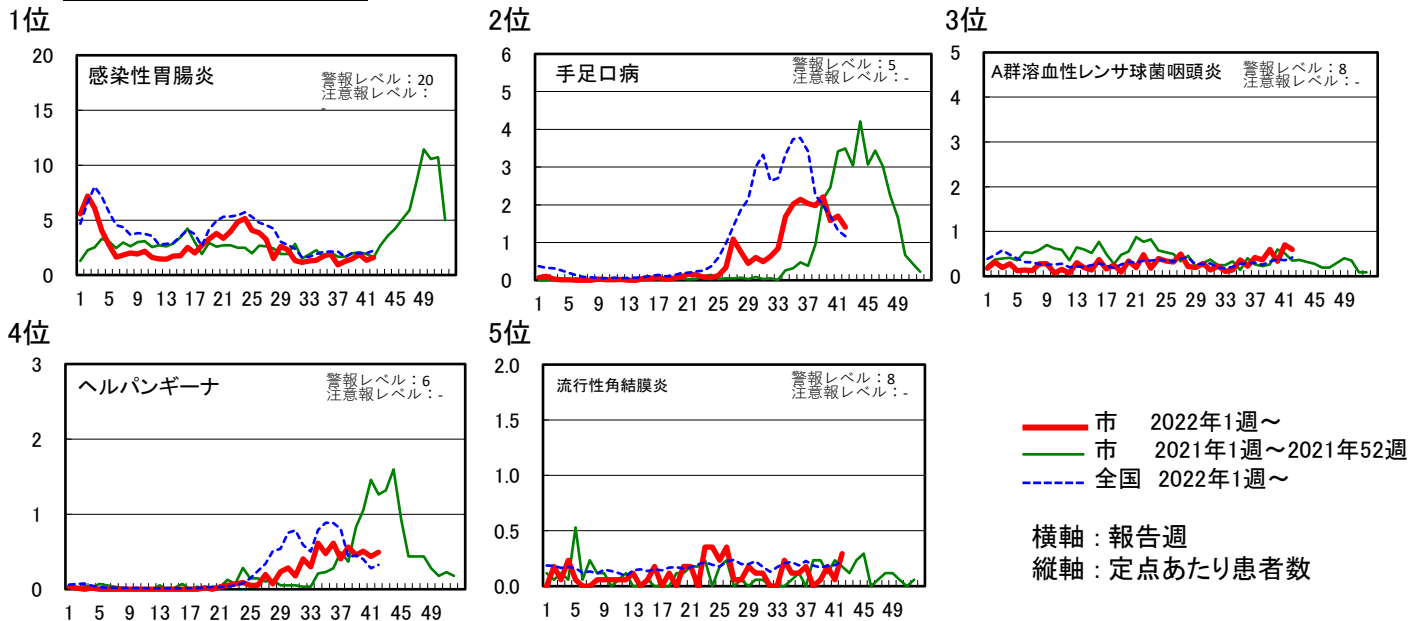 1位
感染性胃腸炎
警報レベル：20
注意報レベル：
-
20
15
10
5
0
1 5 9 13 17 21 25 29 33 37 41 45 49
2位
手足口病
警報レベル：5
注意報レベル：-
6
5
4
3
2
1
0
1 5 9 13 17 21 25 29 33 37 41 45 49
3位
A群溶血性レンサ球菌咽頭炎
警報レベル：8
注意報レベル：-
5
4
3
2
1
0
1 5 9 13 17 21 25 29 33 37 41 45 49
4位
ヘルパンギーナ
警報レベル：6
注意報レベル：-
3
2
1
0
1 5 9 13 17 21 25 29 33 37 41 45 49
5位
流行性角結膜炎
警報レベル：8
注意報レベル：-
2.0
1.5
1.0
0.5
0.0
1 5 9 13 17 21 25 29 33 37 41 45 49
市 2022年1週～
市 2021年1週～2021年52週
全国 2022年1週～
横軸：報告週
縦軸：定点あたり患者数